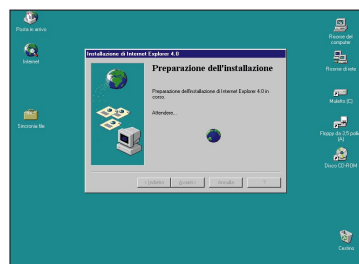 Posta in arrivo
Internet
Sincronia file
Installazione di Internet Explorer 4.0
Preparazione dell'installazione
Preparazione dell'installazione di Internet Explorer 4.0 in
corso.
Attendere...
< Indietro
Avanti >
Annulla
?
Risorse del
computer
Risorse di rete
(C)
Floppy da 3,5 polli
(A)
Disco CD-ROM
Cestino